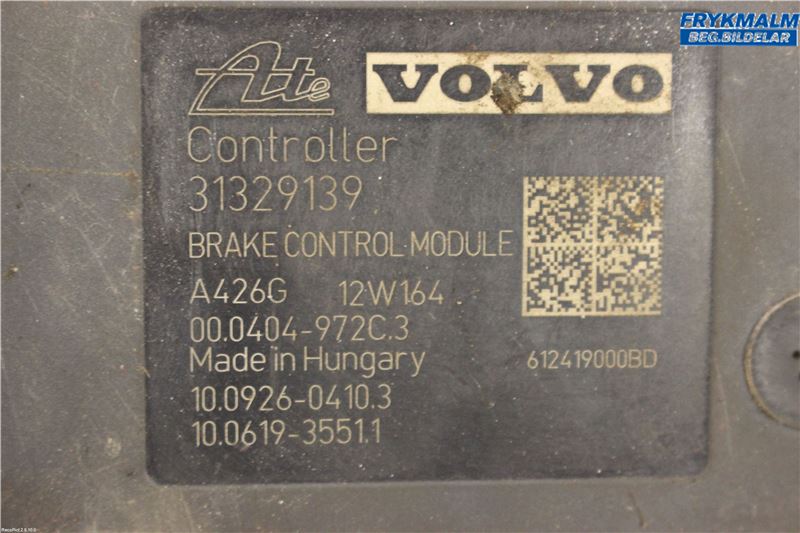 FRYKMALM
BEG.BILDELAR
Ate VOLVO
Controller
31329139
BRAKE CONTROL MODULE
A426G 12W164
00.0404-972C.3
Made in Hungary
612419000BD
10.0926-0410.3
10.0619-3551.1